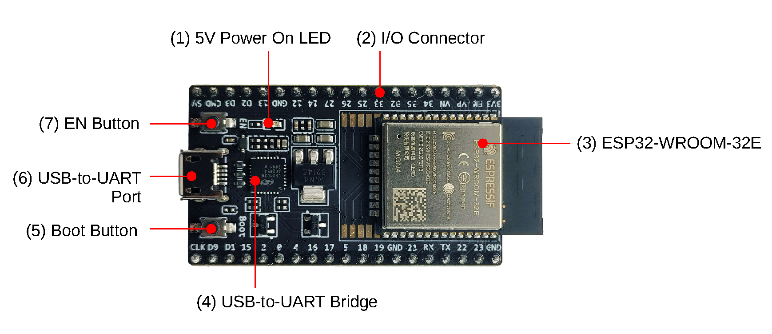 (1) 5V Power On LED
(2) I/O Connector
5V CMD D3 D2 13 GND 12 14 27 26 25 33 32 35 34 VN VP EN 3V3
(7) EN Button
EN
(3) ESP32-WROOM-32E
ESPRESSIF
(6) USB-to-UART
Port
(5) Boot Button
Boot
CLK D0 D1 15 2 0 4 16 17 5 18 19 GND 21 RX TX 22 23 GND
(4) USB-to-UART Bridge